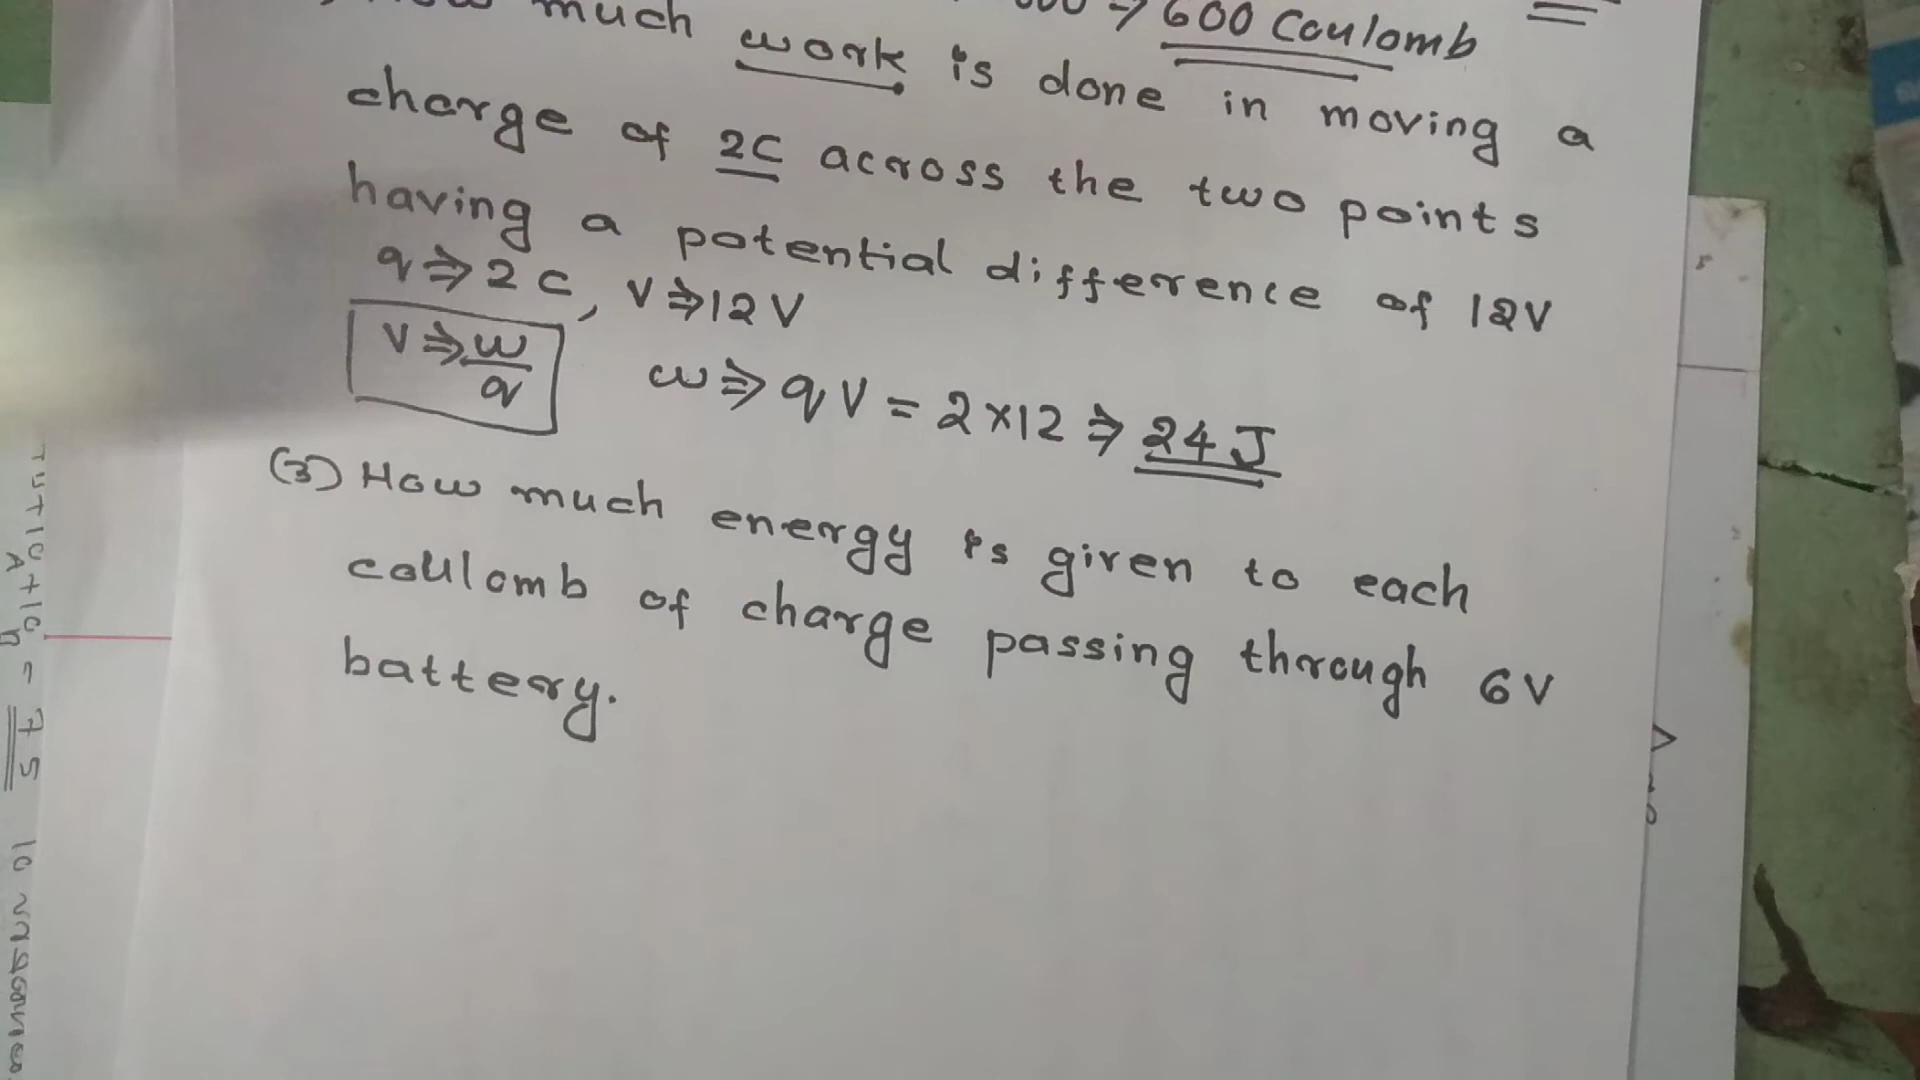 ⇒ 600 Coulomb
much work is done in moving a
charge of 2C across the two points
having a potential difference of 12V
q ⇒ 2C, V ⇒ 12V
V ⇒ w/q w ⇒ qV = 2×12 ⇒ 24J
(3) How much energy is given to each
coulomb of charge passing through 6V
battery.
= 75